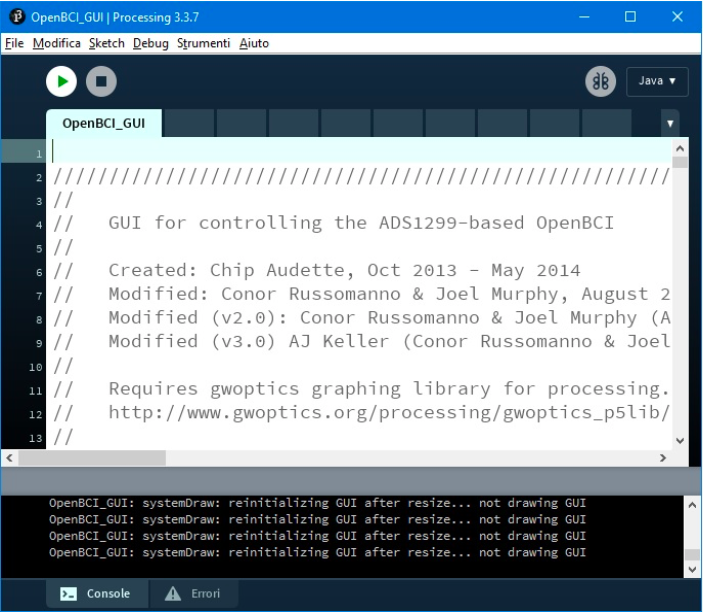 OpenBCI_GUI | Processing 3.3.7
File Modifica Sketch Debug Strumenti Aiuto
Java ▼
OpenBCI_GUI
1
2 ///////////////////////////////////////////////////////
3 //
4 // GUI for controlling the ADS1299-based OpenBCI
5 //
6 // Created: Chip Audette, Oct 2013 - May 2014
7 // Modified: Conor Russomanno & Joel Murphy, August 2
8 // Modified (v2.0): Conor Russomanno & Joel Murphy (A
9 // Modified (v3.0) AJ Keller (Conor Russomanno & Joel
10 //
11 // Requires gwoptics graphing library for processing.
12 // http://www.gwoptics.org/processing/gwoptics_p5lib/
13 //
OpenBCI_GUI: systemDraw: reinitializing GUI after resize... not drawing GUI
OpenBCI_GUI: systemDraw: reinitializing GUI after resize... not drawing GUI
OpenBCI_GUI: systemDraw: reinitializing GUI after resize... not drawing GUI
OpenBCI_GUI: systemDraw: reinitializing GUI after resize... not drawing GUI
Console Errori